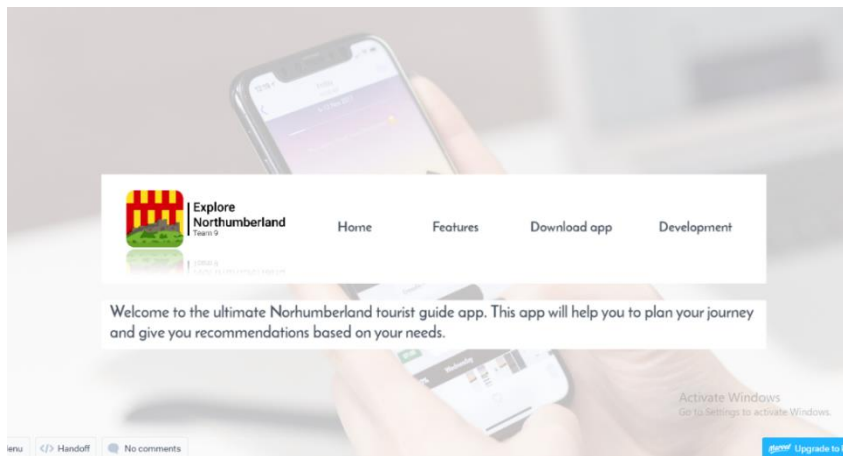 Explore
Northumberland
Team 9
Home Features Download app Development
Welcome to the ultimate Norhumberland tourist guide app. This app will help you to plan your journey
and give you recommendations based on your needs.
Wednesday
Activate Windows
Go to Settings to activate Windows.
Handoff No comments
Upgrade to